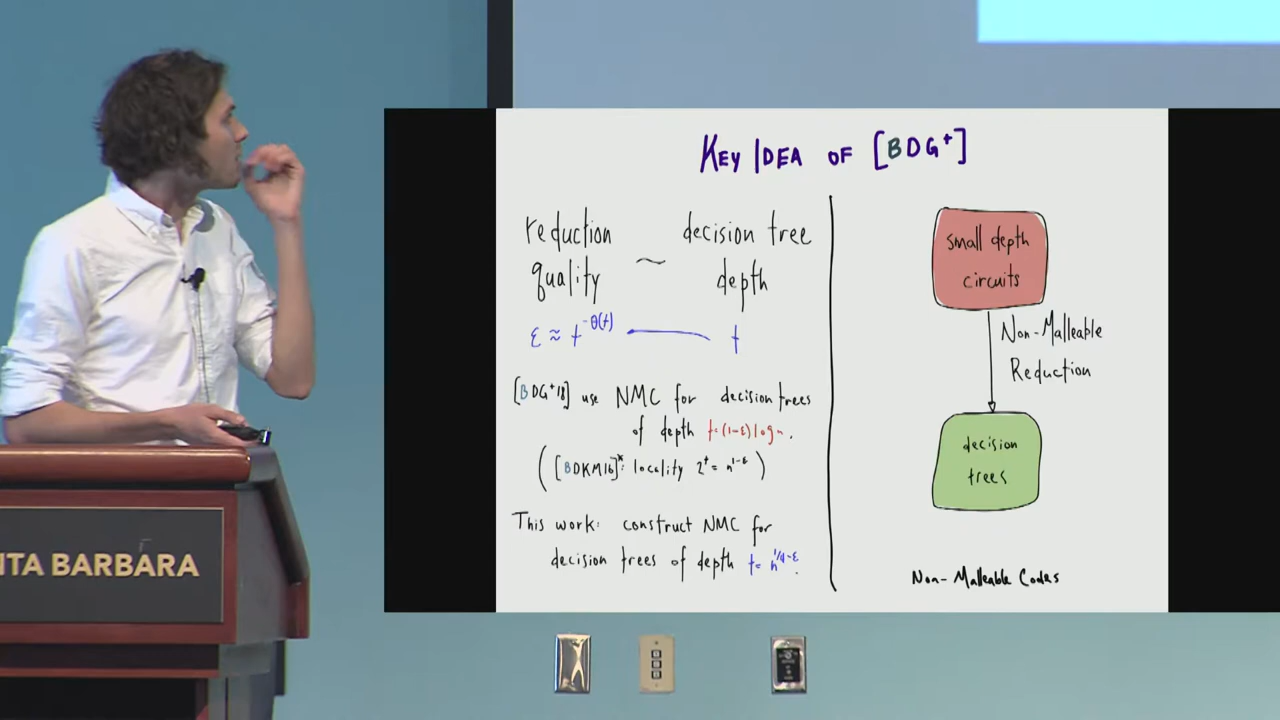 KEY IDEA OF [BDG⁺]
reduction quality ~ decision tree depth
ε ≈ t^{-θ(t)} t
[BDG⁺18] use NMC for decision trees
of depth t=(1-ε)log n.
([BDKM16]*: locality 2^t = n^{1-ε})
This work: construct NMC for
decision trees of depth t= n^{1/4-ε}.
small depth
circuits
Non-Malleable
Reduction
decision
trees
Non-Malleable Codes
NTA BARBARA